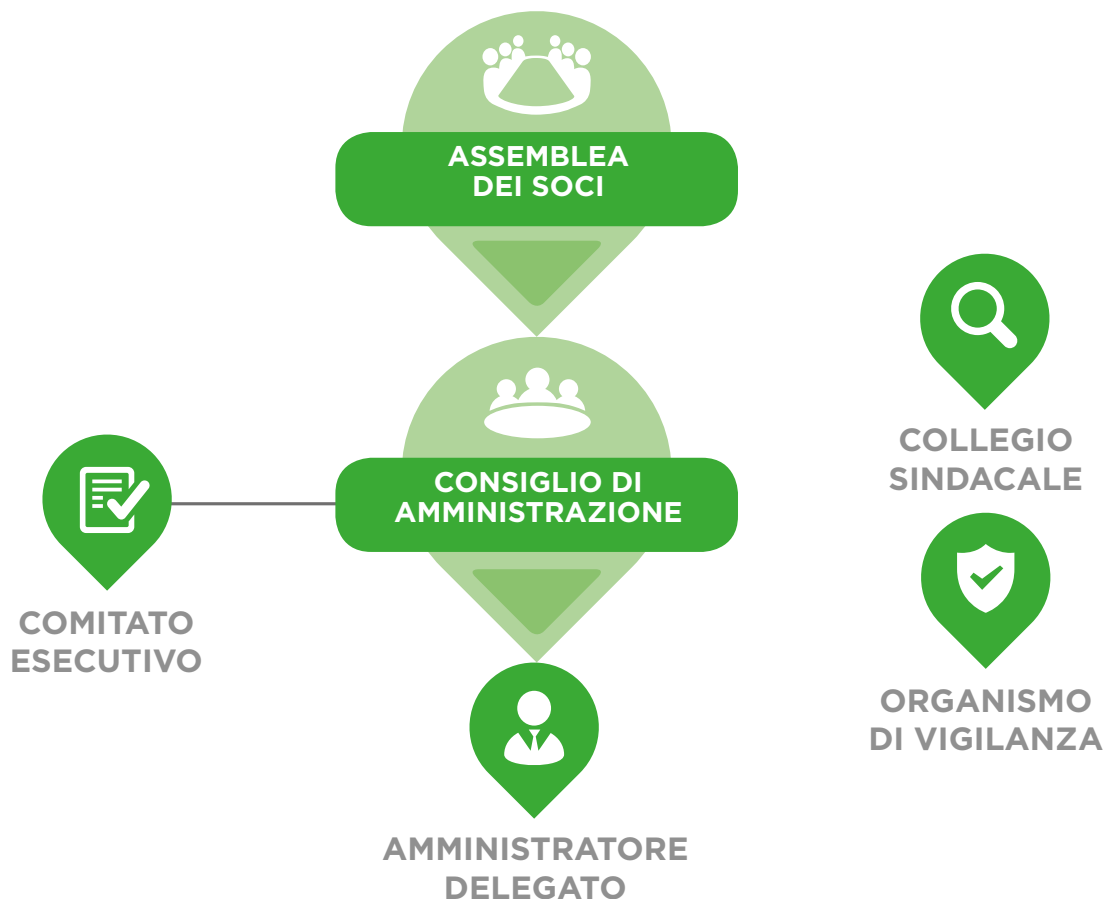 ASSEMBLEA
DEI SOCI
COLLEGIO
SINDACALE
CONSIGLIO DI
AMMINISTRAZIONE
COMITATO
ESECUTIVO
ORGANISMO
DI VIGILANZA
AMMINISTRATORE
DELEGATO